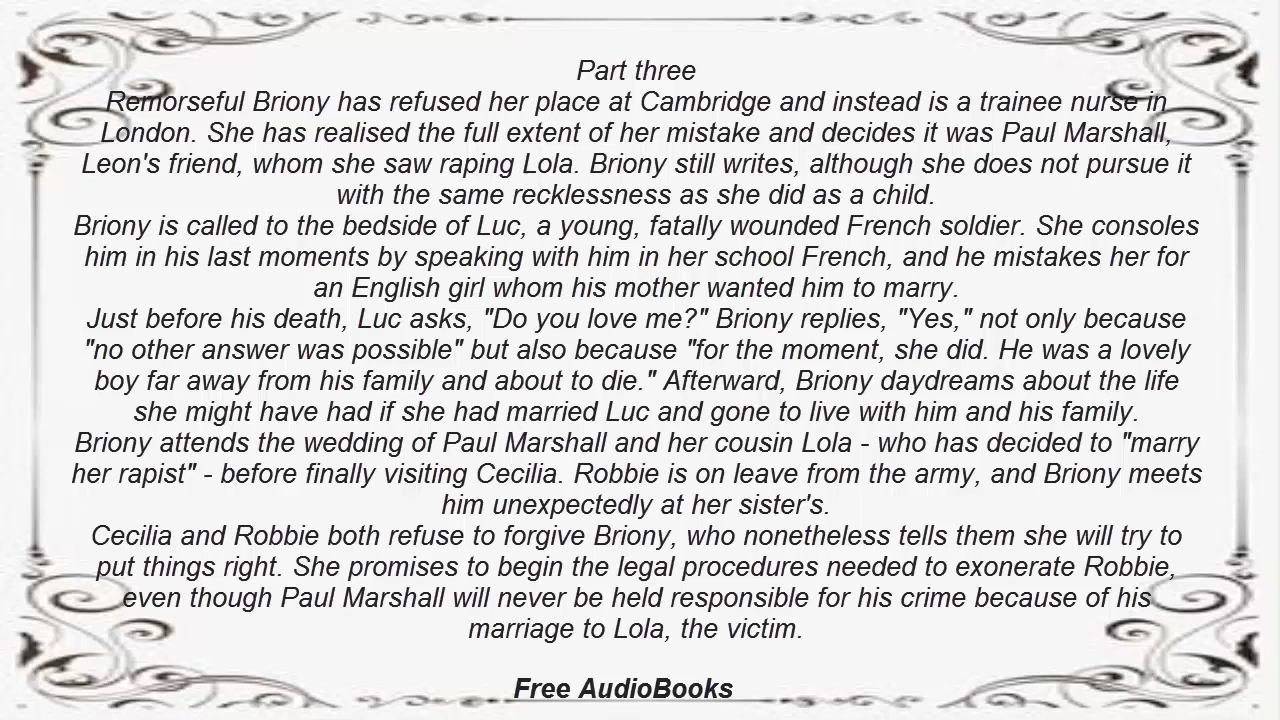 Part three
Remorseful Briony has refused her place at Cambridge and instead is a trainee nurse in
London. She has realised the full extent of her mistake and decides it was Paul Marshall,
Leon's friend, whom she saw raping Lola. Briony still writes, although she does not pursue it
with the same recklessness as she did as a child.
Briony is called to the bedside of Luc, a young, fatally wounded French soldier. She consoles
him in his last moments by speaking with him in her school French, and he mistakes her for
an English girl whom his mother wanted him to marry.
Just before his death, Luc asks, "Do you love me?" Briony replies, "Yes," not only because
"no other answer was possible" but also because "for the moment, she did. He was a lovely
boy far away from his family and about to die." Afterward, Briony daydreams about the life
she might have had if she had married Luc and gone to live with him and his family.
Briony attends the wedding of Paul Marshall and her cousin Lola - who has decided to "marry
her rapist" - before finally visiting Cecilia. Robbie is on leave from the army, and Briony meets
him unexpectedly at her sister's.
Cecilia and Robbie both refuse to forgive Briony, who nonetheless tells them she will try to
put things right. She promises to begin the legal procedures needed to exonerate Robbie,
even though Paul Marshall will never be held responsible for his crime because of his
marriage to Lola, the victim.
Free AudioBooks